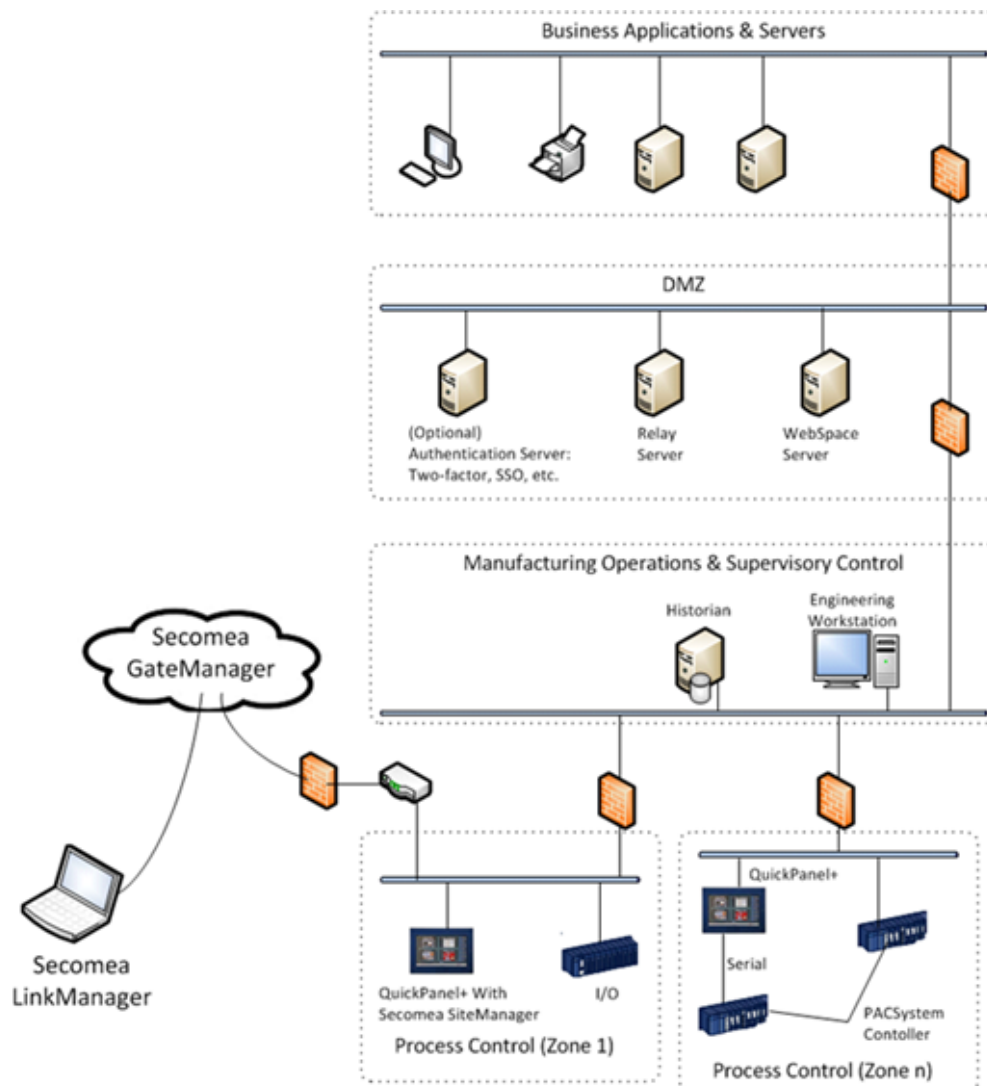 Business Applications & Servers
DMZ
(Optional)
Authentication Server:
Two-factor, SSO, etc.
Relay
Server
WebSpace
Server
Manufacturing Operations & Supervisory Control
Historian
Engineering
Workstation
Secomea
GateManager
Secomea
LinkManager
QuickPanel+ With
Secomea SiteManager
I/O
Process Control (Zone 1)
QuickPanel+
Serial
PACSystem
Contoller
Process Control (Zone n)